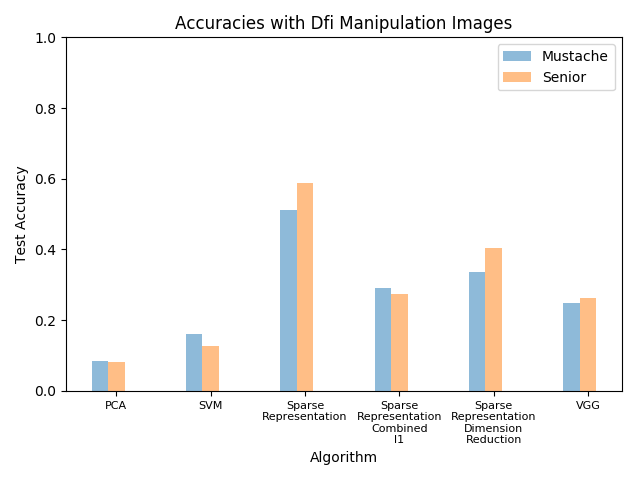 Accuracies with Dfi Manipulation Images
Mustache
Senior
Test Accuracy
1.0
0.8
0.6
0.4
0.2
0.0
PCA
SVM
Sparse
Representation
Sparse
Representation
Combined
l1
Sparse
Representation
Dimension
Reduction
VGG
Algorithm